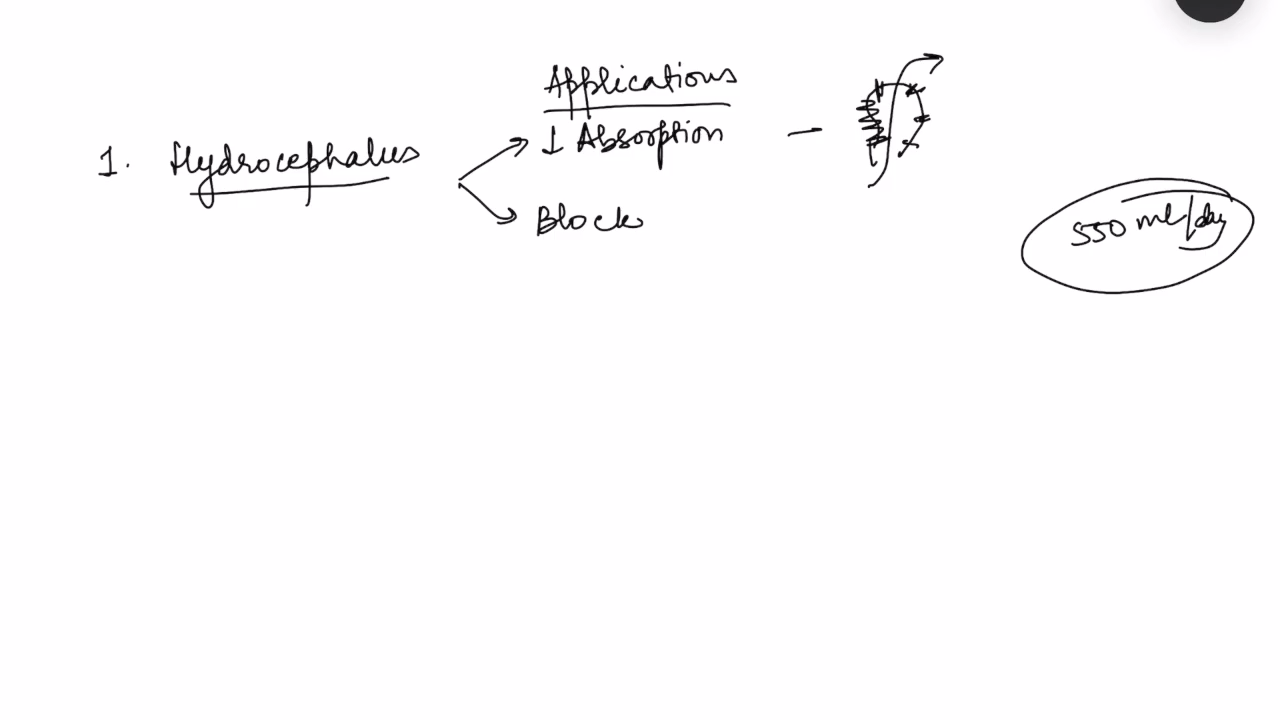 Applications
1. Hydrocephalus
↓ Absorption
Block
550 ml/day